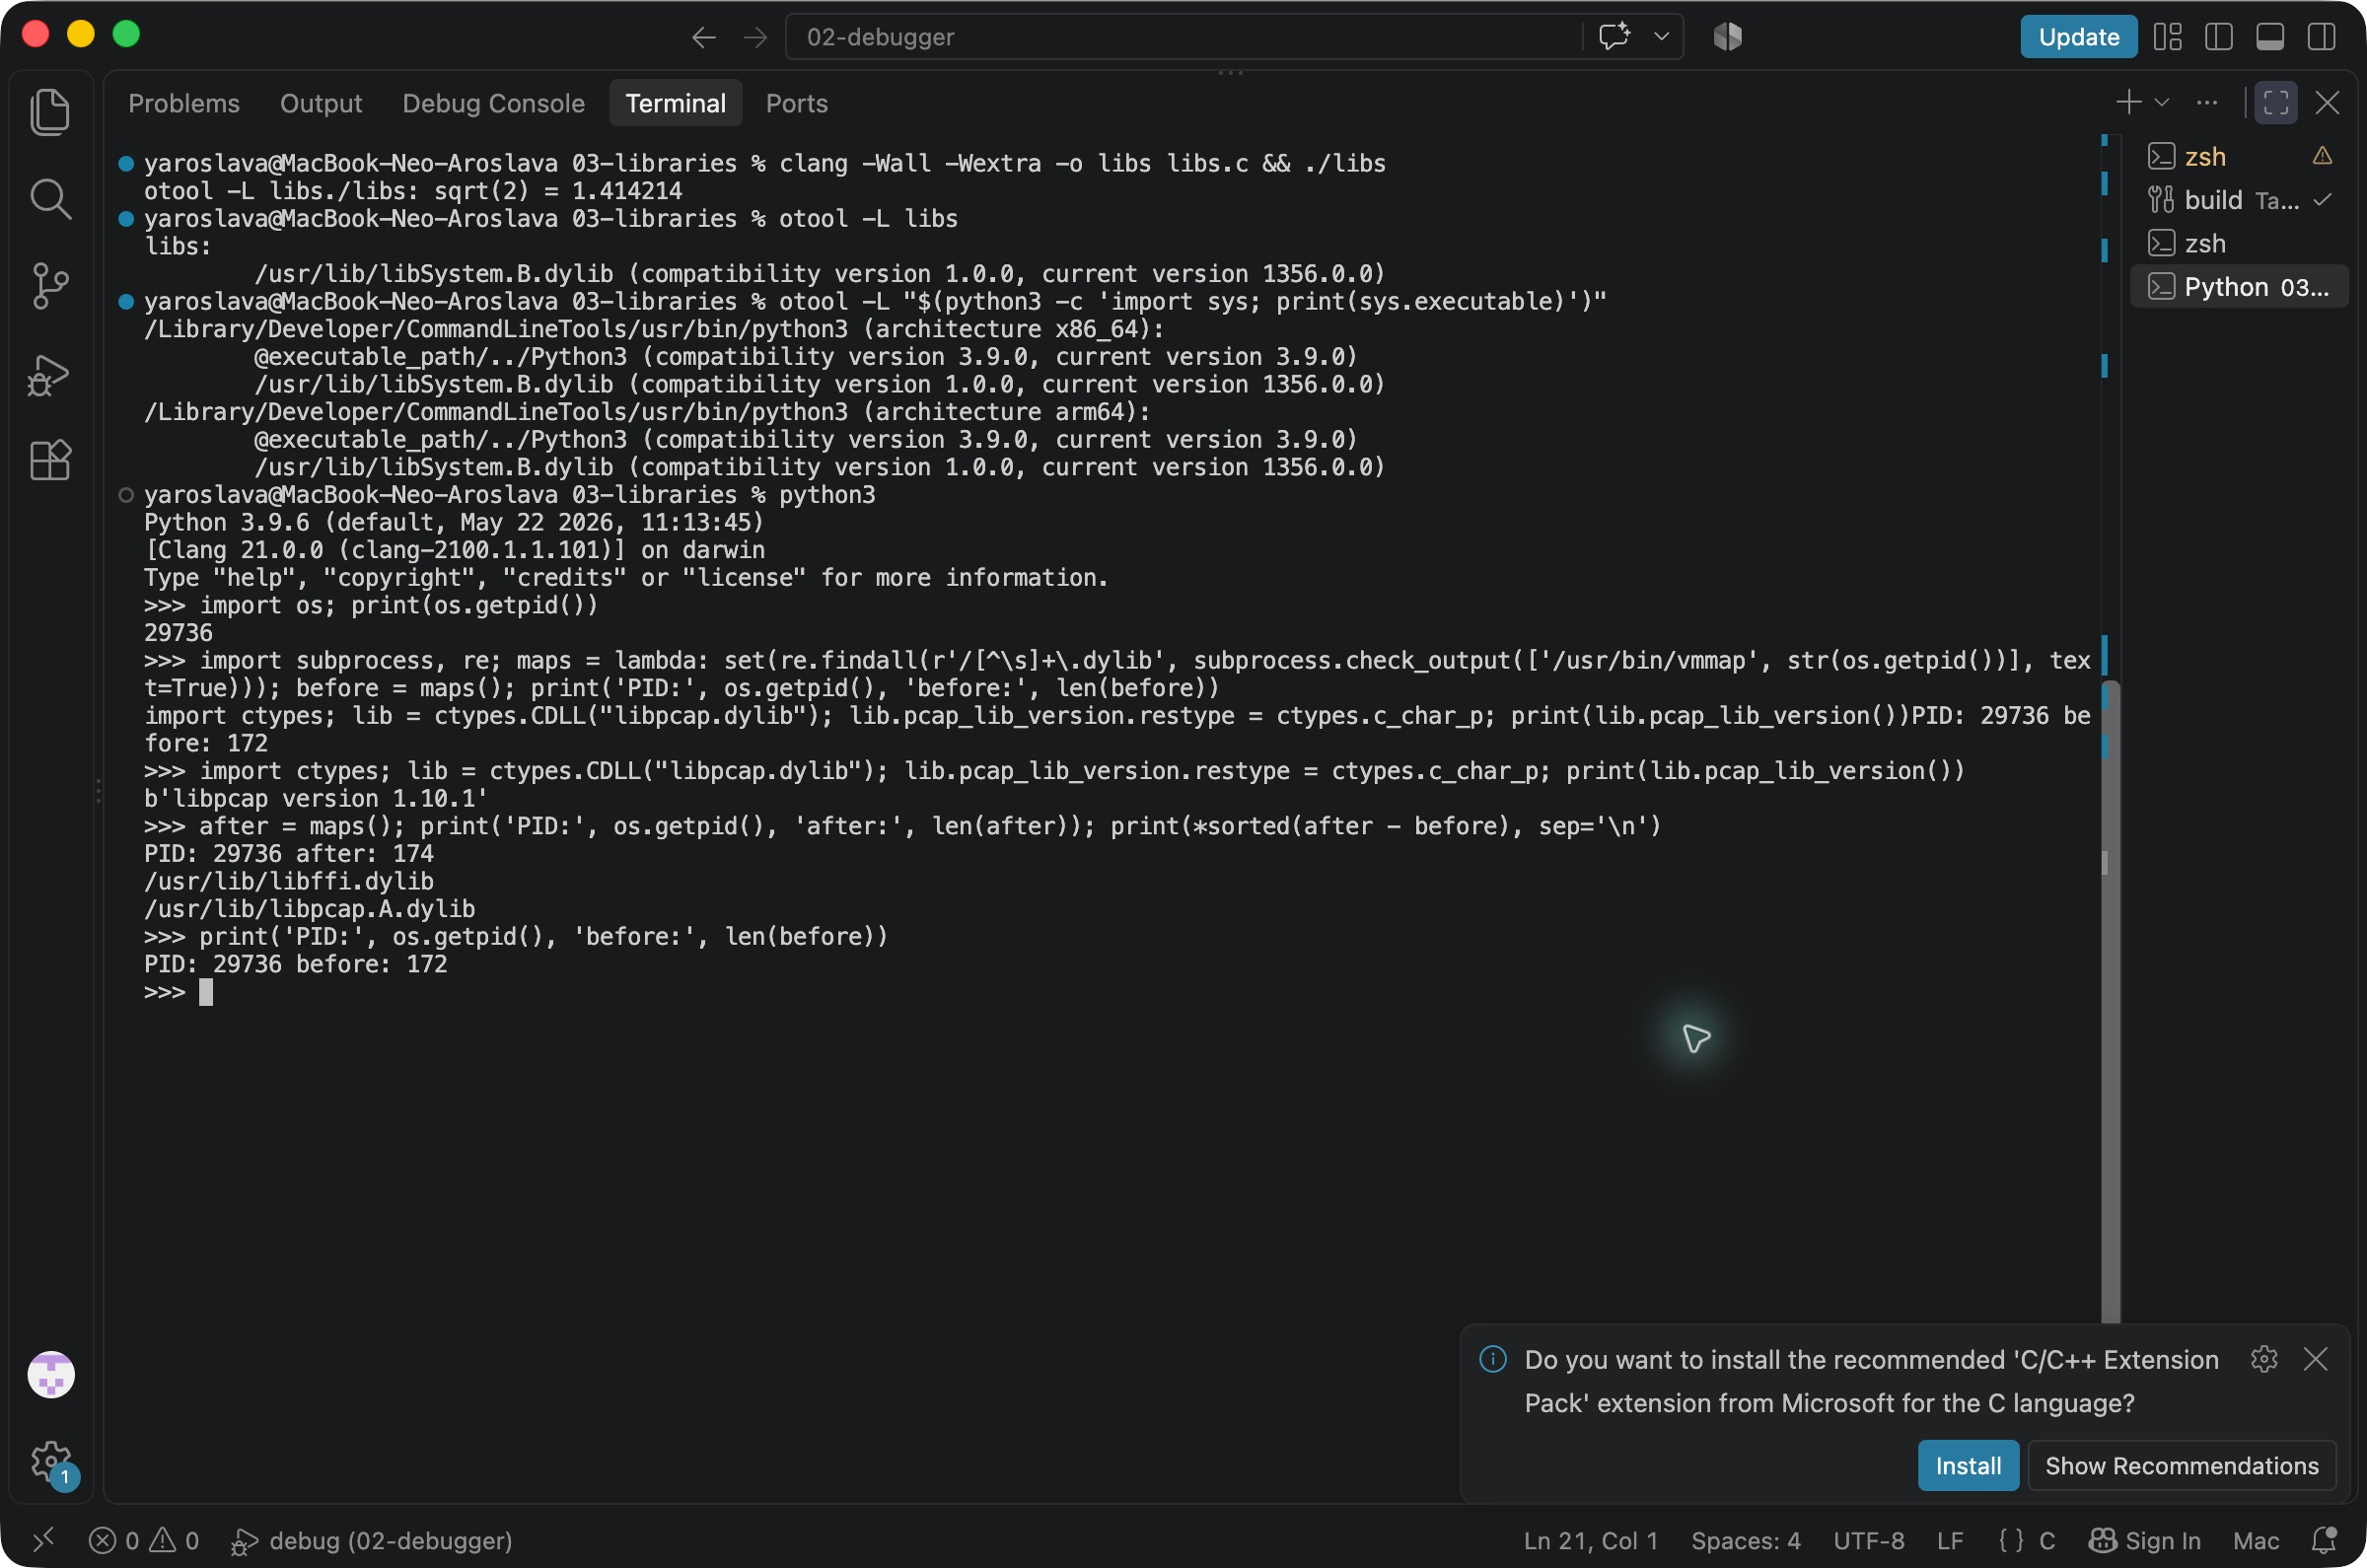 02-debugger
Update
Problems Output Debug Console Terminal Ports
yaroslava@MacBook-Neo-Aroslava 03-libraries % clang -Wall -Wextra -o libs libs.c && ./libs
otool -L libs./libs: sqrt(2) = 1.414214
yaroslava@MacBook-Neo-Aroslava 03-libraries % otool -L libs
libs:
        /usr/lib/libSystem.B.dylib (compatibility version 1.0.0, current version 1356.0.0)
yaroslava@MacBook-Neo-Aroslava 03-libraries % otool -L "$(python3 -c 'import sys; print(sys.executable)')"
/Library/Developer/CommandLineTools/usr/bin/python3 (architecture x86_64):
        @executable_path/../Python3 (compatibility version 3.9.0, current version 3.9.0)
        /usr/lib/libSystem.B.dylib (compatibility version 1.0.0, current version 1356.0.0)
/Library/Developer/CommandLineTools/usr/bin/python3 (architecture arm64):
        @executable_path/../Python3 (compatibility version 3.9.0, current version 3.9.0)
        /usr/lib/libSystem.B.dylib (compatibility version 1.0.0, current version 1356.0.0)
yaroslava@MacBook-Neo-Aroslava 03-libraries % python3
Python 3.9.6 (default, May 22 2026, 11:13:45)
[Clang 21.0.0 (clang-2100.1.1.101)] on darwin
Type "help", "copyright", "credits" or "license" for more information.
>>> import os; print(os.getpid())
29736
>>> import subprocess, re; maps = lambda: set(re.findall(r'/[^\s]+\.dylib', subprocess.check_output(['/usr/bin/vmmap', str(os.getpid())], tex
t=True))); before = maps(); print('PID:', os.getpid(), 'before:', len(before))
import ctypes; lib = ctypes.CDLL("libpcap.dylib"); lib.pcap_lib_version.restype = ctypes.c_char_p; print(lib.pcap_lib_version())PID: 29736 be
fore: 172
>>> import ctypes; lib = ctypes.CDLL("libpcap.dylib"); lib.pcap_lib_version.restype = ctypes.c_char_p; print(lib.pcap_lib_version())
b'libpcap version 1.10.1'
>>> after = maps(); print('PID:', os.getpid(), 'after:', len(after)); print(*sorted(after - before), sep='\n')
PID: 29736 after: 174
/usr/lib/libffi.dylib
/usr/lib/libpcap.A.dylib
>>> print('PID:', os.getpid(), 'before:', len(before))
PID: 29736 before: 172
>>>
zsh
build Ta...
zsh
Python 03...
Do you want to install the recommended 'C/C++ Extension
Pack' extension from Microsoft for the C language?
Install Show Recommendations
1
0 0 debug (02-debugger) Ln 21, Col 1 Spaces: 4 UTF-8 LF { } C Sign In Mac